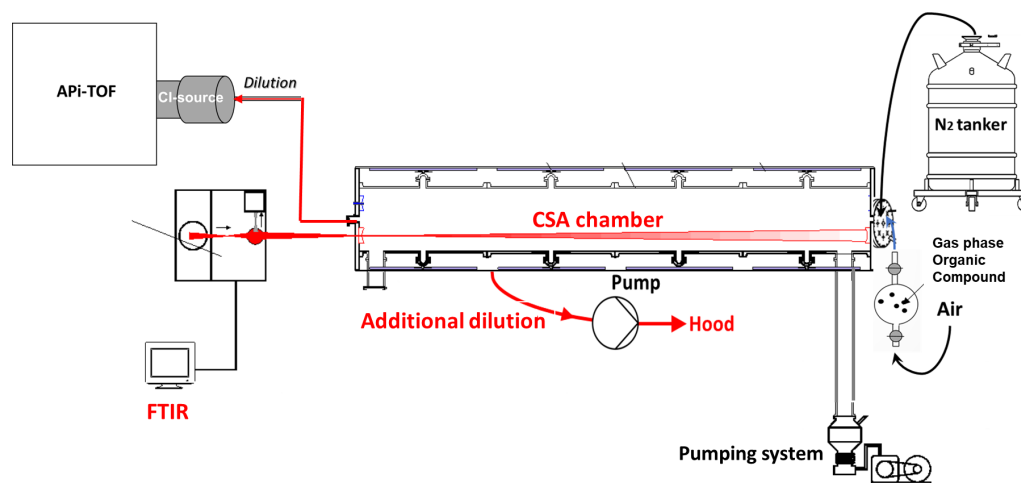 APi-TOF
CI-source
Dilution
N2 tanker
CSA chamber
Gas phase
Organic
Compound
Air
Pump
Additional dilution
Hood
FTIR
Pumping system